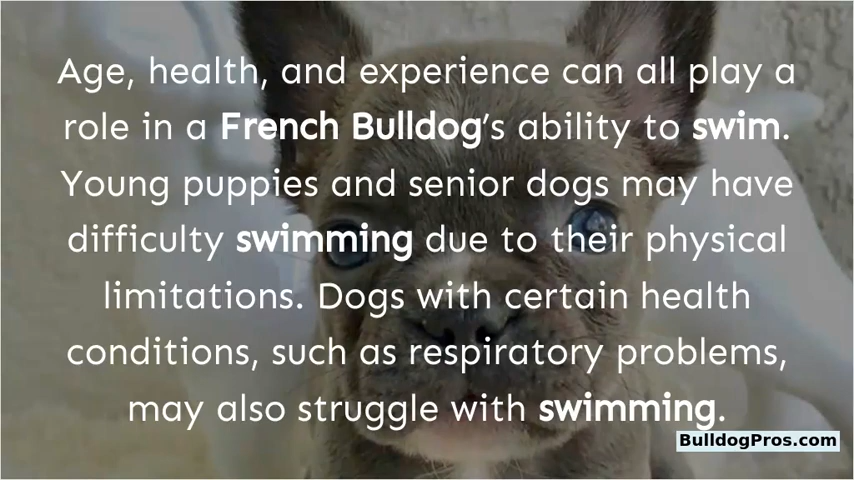 Age, health, and experience can all play a
role in a French Bulldog's ability to swim.
Young puppies and senior dogs may have
difficulty swimming due to their physical
limitations. Dogs with certain health
conditions, such as respiratory problems,
may also struggle with swimming.
BulldogPros.com